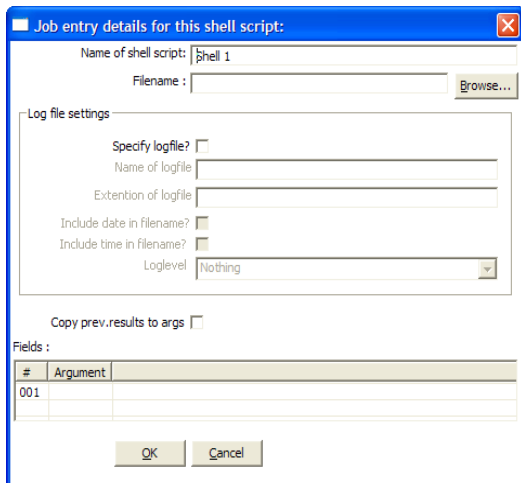 Job entry details for this shell script:
Name of shell script: Shell 1
Filename : Browse...
Log file settings
Specify logfile?
Name of logfile
Extention of logfile
Include date in filename?
Include time in filename?
Loglevel Nothing
Copy prev.results to args
Fields :
# Argument
001
OK Cancel